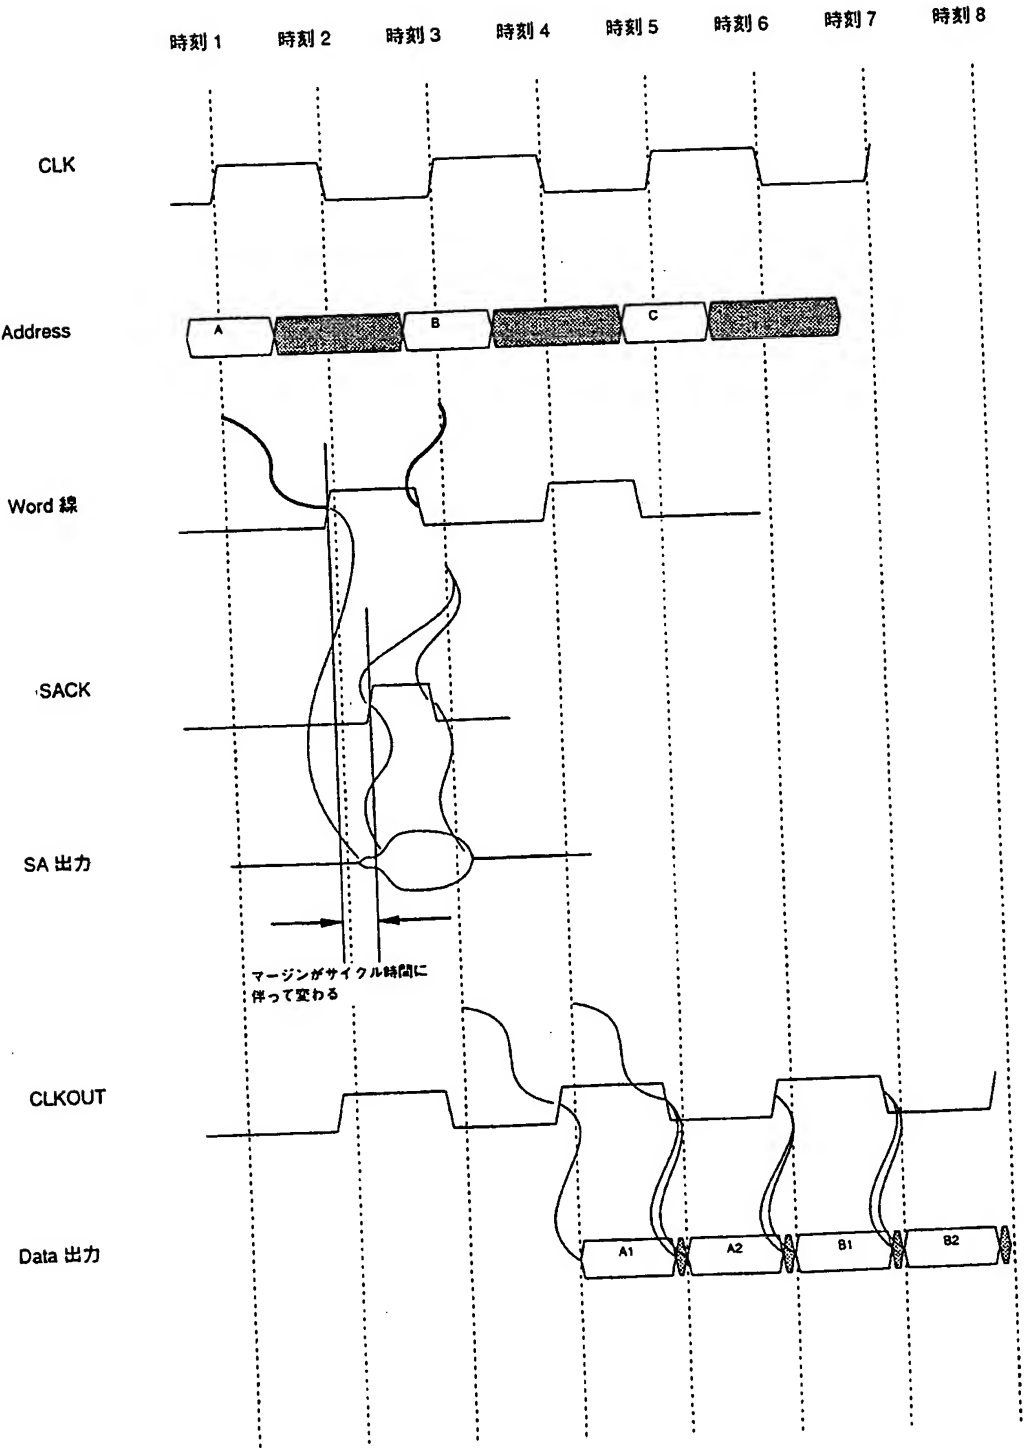 時刻 1 時刻 2 時刻 3 時刻 4 時刻 5 時刻 6 時刻 7 時刻 8
CLK
Address
A B C
Word 線
SACK
SA 出力
マージンがサイクル時間に
伴って変わる
CLKOUT
Data 出力
A1 A2 B1 B2